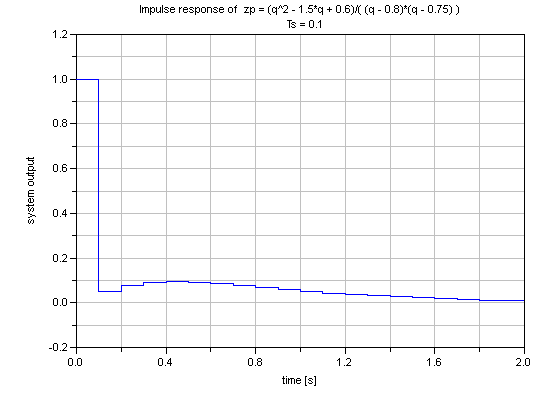 Impulse response of zp = (q^2 - 1.5*q + 0.6)/( (q - 0.8)*(q - 0.75) )
Ts = 0.1
1.2
1.0
0.8
0.6
0.4
0.2
0.0
-0.2
system output
0.0 0.4 0.8 1.2 1.6 2.0
time [s]